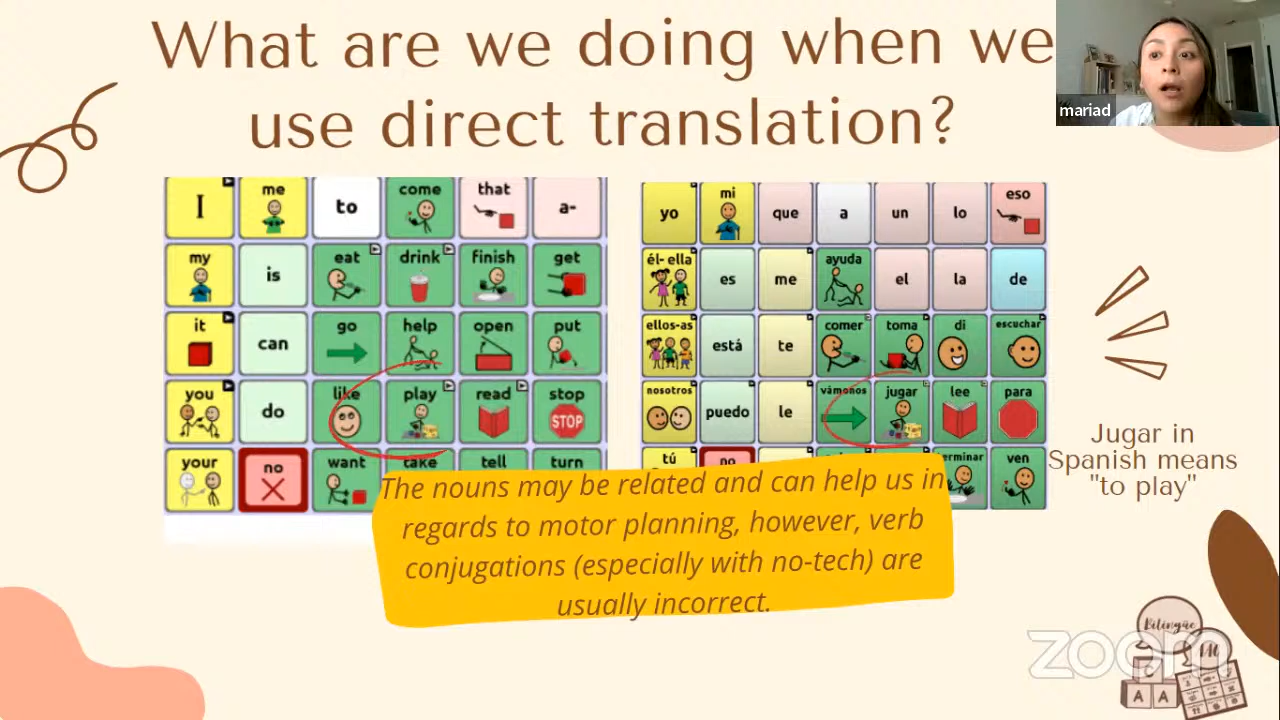 What are we doing when we
use direct translation?
mariad
I me to come that a-
my is eat drink finish get
it can go help open put
you do like play read stop
STOP
your no want take tell turn
yo mi que a un lo eso
él- ella es me ayuda el la de
ellos-as está te comer toma di escuchar
nosotros puedo le vámonos jugar lee para
tú no ven
Jugar in
Spanish means
"to play"
The nouns may be related and can help us in
regards to motor planning, however, verb
conjugations (especially with no-tech) are
usually incorrect.
Bilingüe
zoom
A A